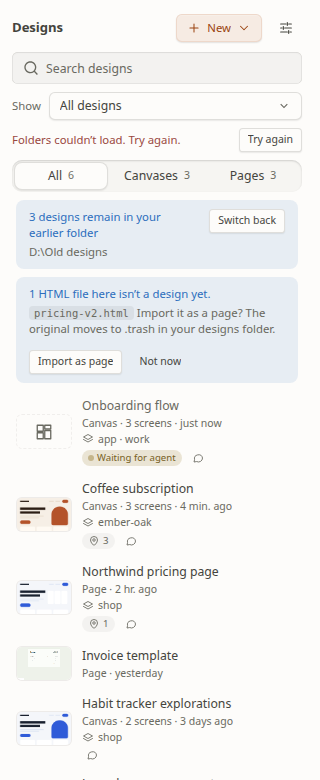 Designs
New
Search designs
Show
All designs
Folders couldn't load. Try again.
Try again
All 6
Canvases 3
Pages 3
3 designs remain in your
earlier folder
D:\Old designs
Switch back
1 HTML file here isn't a design yet.
pricing-v2.html Import it as a page? The
original moves to .trash in your designs folder.
Import as page
Not now
Onboarding flow
Canvas · 3 screens · just now
app · work
Waiting for agent
Coffee subscription
Canvas · 3 screens · 4 min. ago
ember-oak
3
Northwind pricing page
Page · 2 hr. ago
shop
1
Invoice template
Page · yesterday
Habit tracker explorations
Canvas · 2 screens · 3 days ago
shop